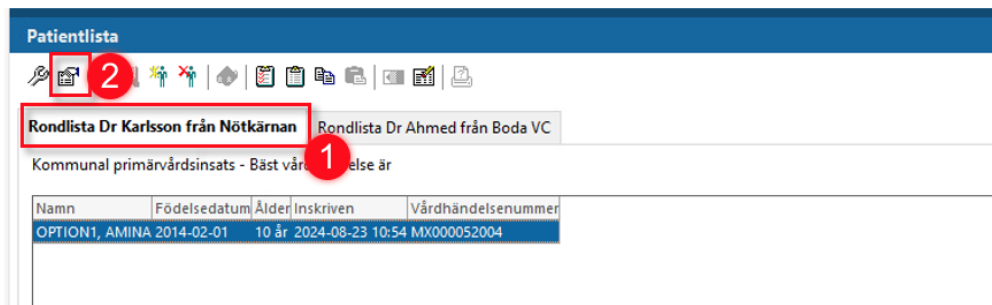 Patientlista
2
Rondlista Dr Karlsson från Nötkärnan Rondlista Dr Ahmed från Boda VC
1
Kommunal primärvårdsinsats - Bäst else är
Namn Födelsedatum Ålder Inskriven Vårdhändelsenummer
OPTION1, AMINA 2014-02-01 10 år 2024-08-23 10:54 MX000052004